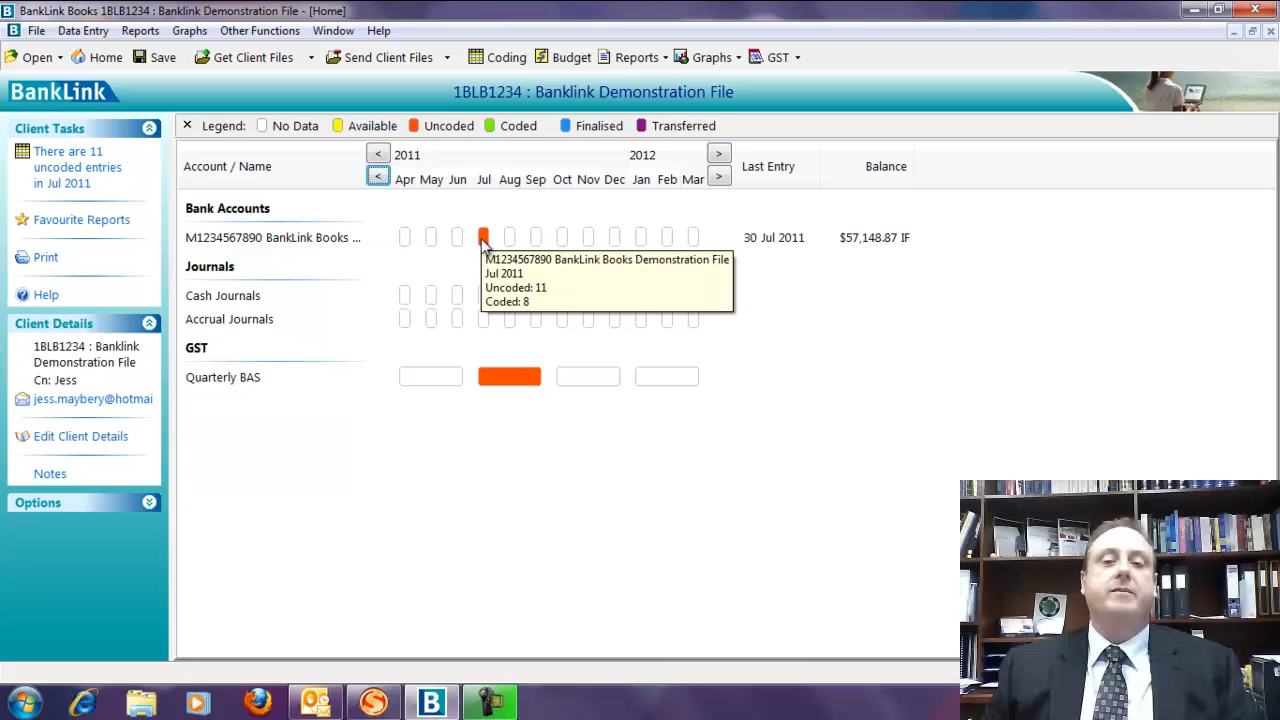 BankLink Books 1BLB1234 : Banklink Demonstration File - [Home]
File Data Entry Reports Graphs Other Functions Window Help
Open Home Save Get Client Files Send Client Files Coding Budget Reports Graphs GST
BankLink 1BLB1234 : Banklink Demonstration File
Client Tasks
There are 11
uncoded entries
in Jul 2011
Favourite Reports
Print
Help
Client Details
1BLB1234 : Banklink
Demonstration File
Cn: Jess
jess.maybery@hotmai
Edit Client Details
Notes
Options
Legend: No Data Available Uncoded Coded Finalised Transferred
Account / Name < 2011 2012 > Last Entry Balance
< Apr May Jun Jul Aug Sep Oct Nov Dec Jan Feb Mar >
Bank Accounts
M1234567890 BankLink Books ... 30 Jul 2011 $57,148.87 IF
M1234567890 BankLink Books Demonstration File
Jul 2011
Uncoded: 11
Coded: 8
Journals
Cash Journals
Accrual Journals
GST
Quarterly BAS